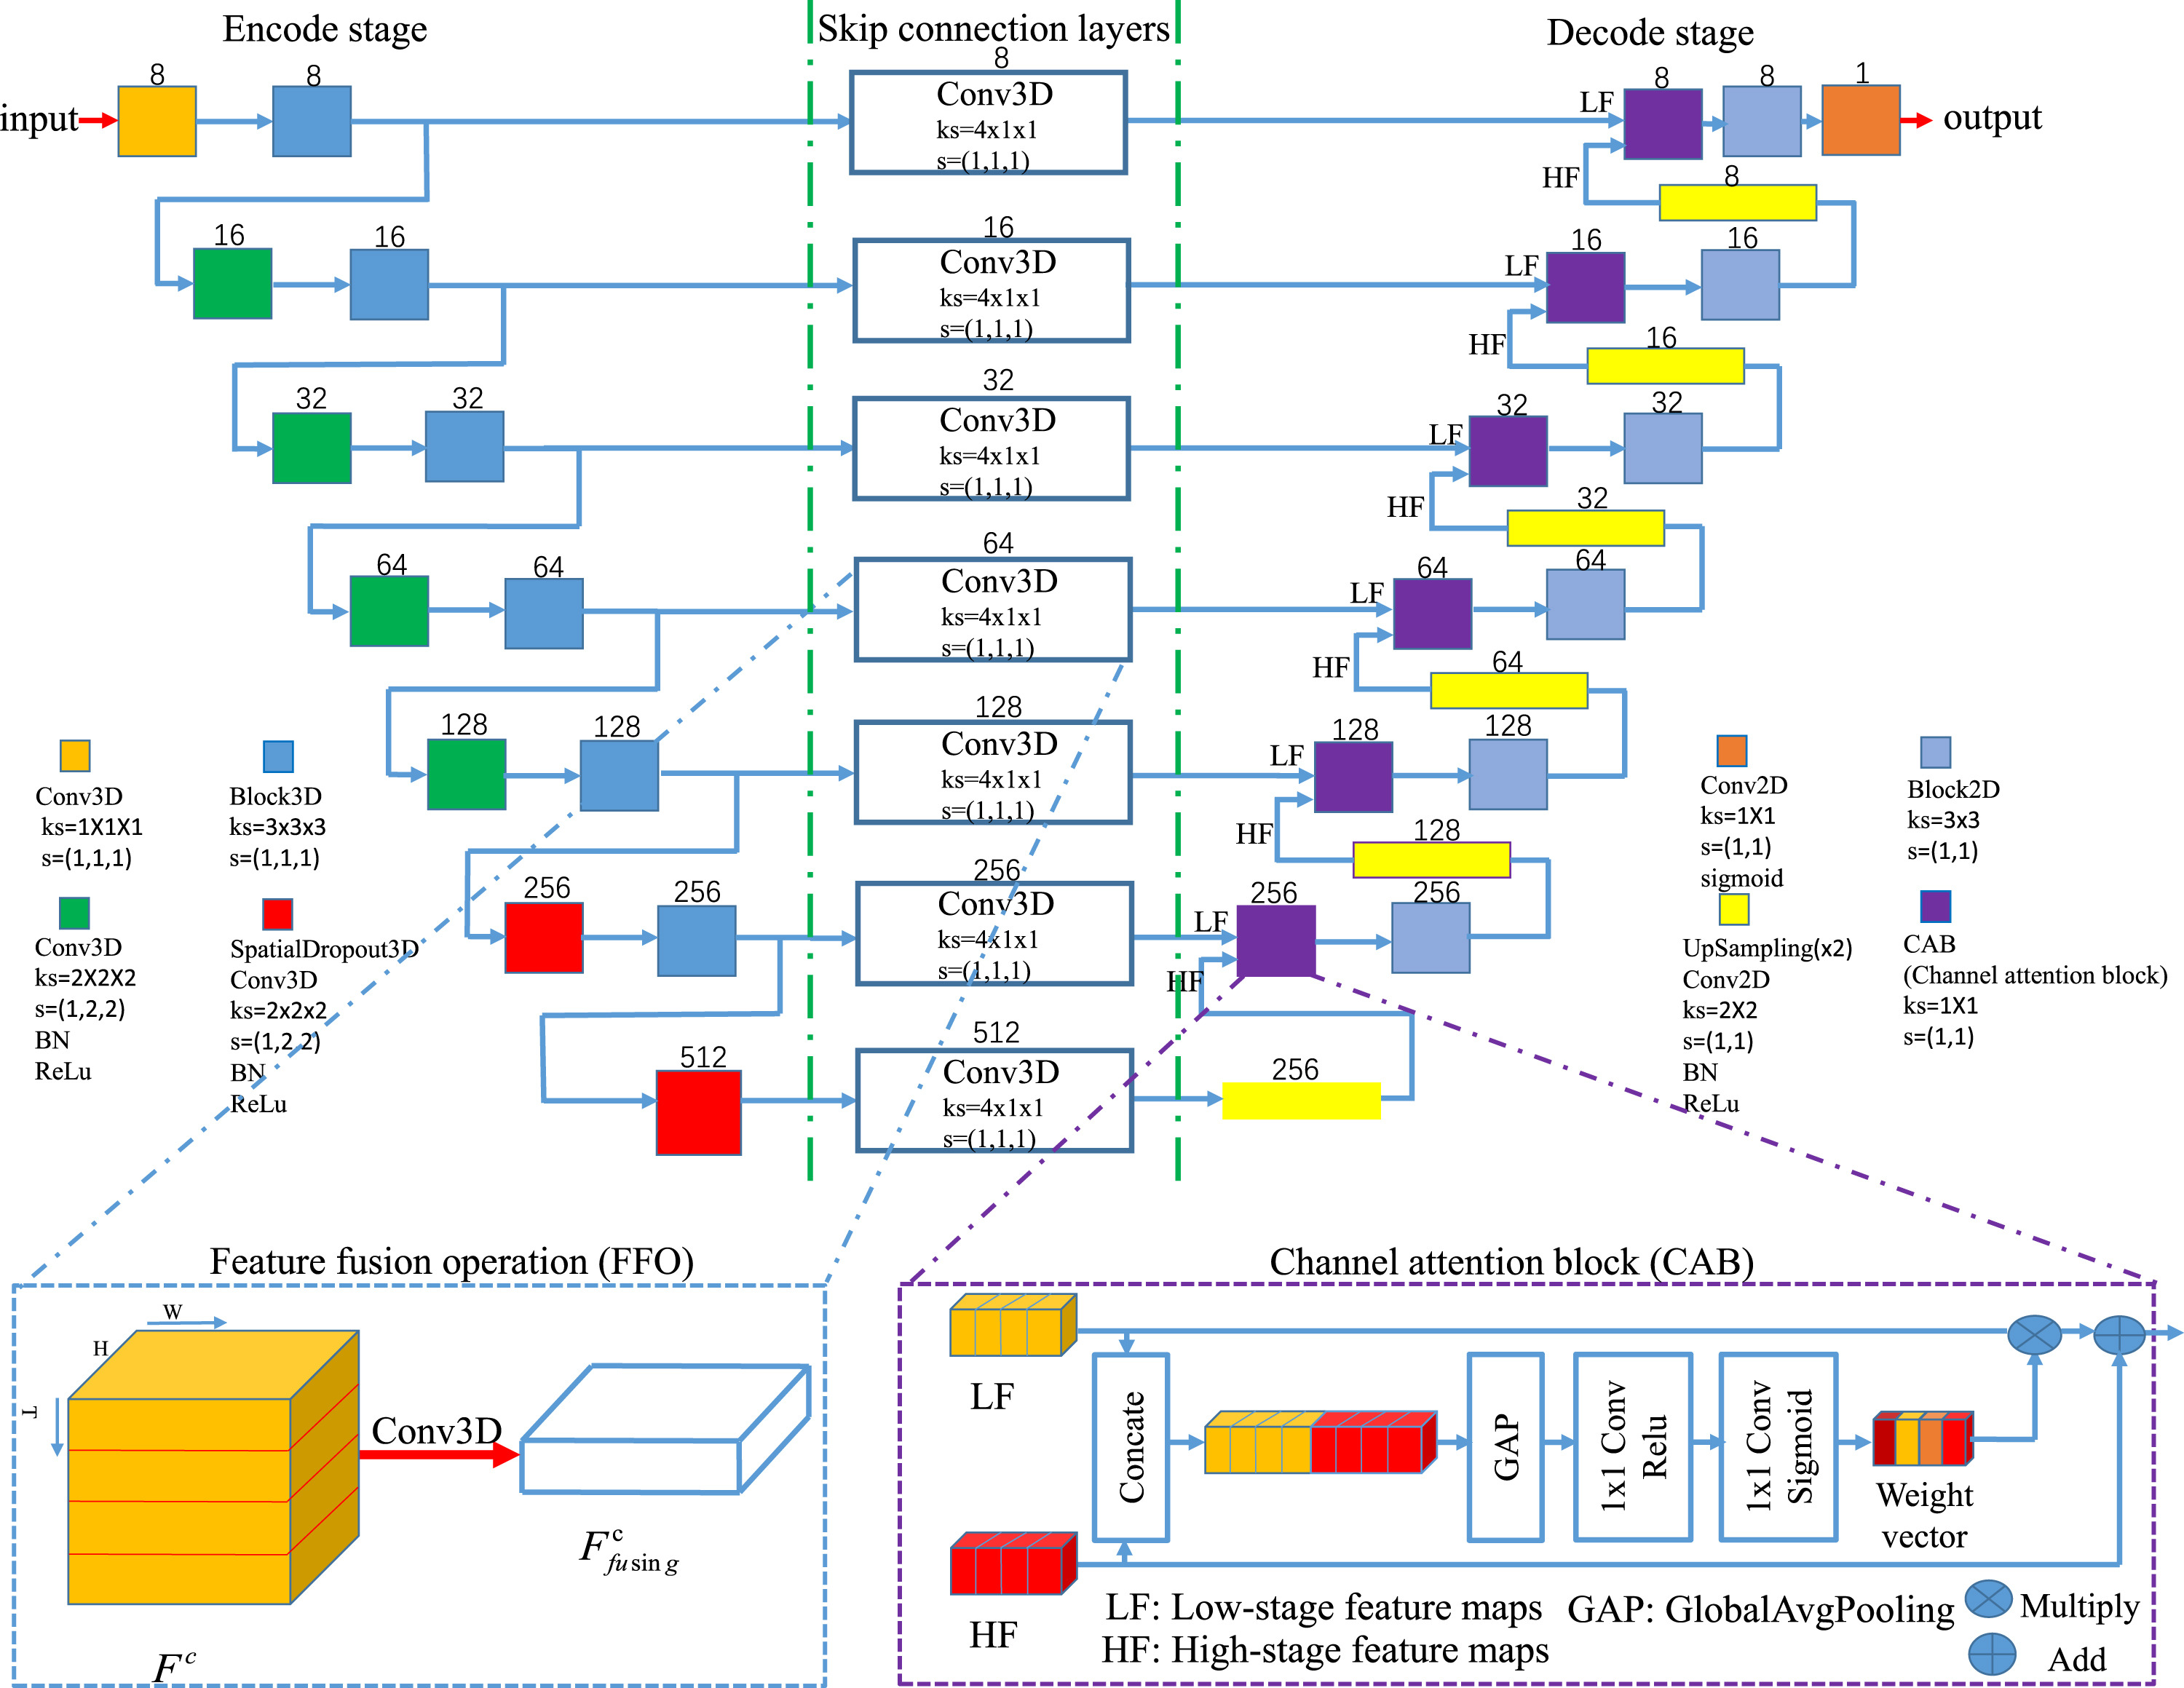 Encode stage
Skip connection layers
Decode stage
input
8
8
8
Conv3D
ks=4x1x1
s=(1,1,1)
LF
8
8
1
output
HF
8
16
16
16
Conv3D
ks=4x1x1
s=(1,1,1)
LF
16
16
HF
16
32
32
32
Conv3D
ks=4x1x1
s=(1,1,1)
LF
32
32
HF
32
64
64
64
Conv3D
ks=4x1x1
s=(1,1,1)
LF
64
64
HF
64
128
128
128
Conv3D
ks=4x1x1
s=(1,1,1)
LF
128
128
HF
128
256
256
256
Conv3D
ks=4x1x1
s=(1,1,1)
LF
256
256
HF
512
512
Conv3D
ks=4x1x1
s=(1,1,1)
256
Conv3D
ks=1X1X1
s=(1,1,1)
Block3D
ks=3x3x3
s=(1,1,1)
Conv3D
ks=2X2X2
s=(1,2,2)
BN
ReLu
SpatialDropout3D
Conv3D
ks=2x2x2
s=(1,2,2)
BN
ReLu
Conv2D
ks=1X1
s=(1,1)
sigmoid
Block2D
ks=3x3
s=(1,1)
UpSampling(x2)
Conv2D
ks=2X2
s=(1,1)
BN
ReLu
CAB
(Channel attention block)
ks=1X1
s=(1,1)
Feature fusion operation (FFO)
W
H
T
Conv3D
F^c
F^c_{fusing}
Channel attention block (CAB)
LF
HF
Concate
GAP
1x1 Conv
Relu
1x1 Conv
Sigmoid
Weight
vector
LF: Low-stage feature maps
HF: High-stage feature maps
GAP: GlobalAvgPooling
Multiply
Add